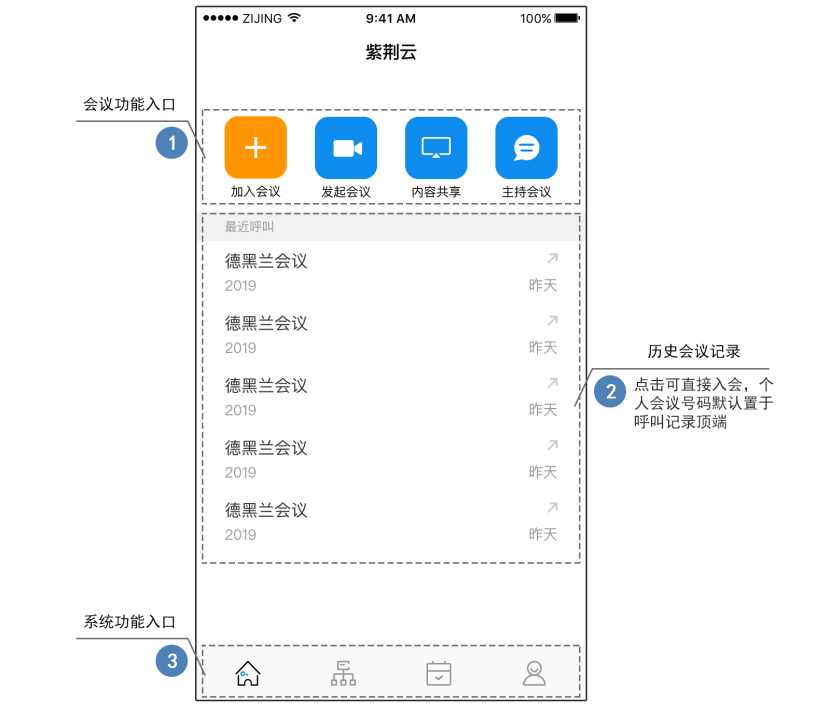 ZIJING
9:41 AM
100%
紫荆云
会议功能入口
1
加入会议
发起会议
内容共享
主持会议
最近呼叫
德黑兰会议
2019
昨天
德黑兰会议
2019
昨天
德黑兰会议
2019
昨天
德黑兰会议
2019
昨天
德黑兰会议
2019
昨天
历史会议记录
2
点击可直接入会，个
人会议号码默认置于
呼叫记录顶端
系统功能入口
3